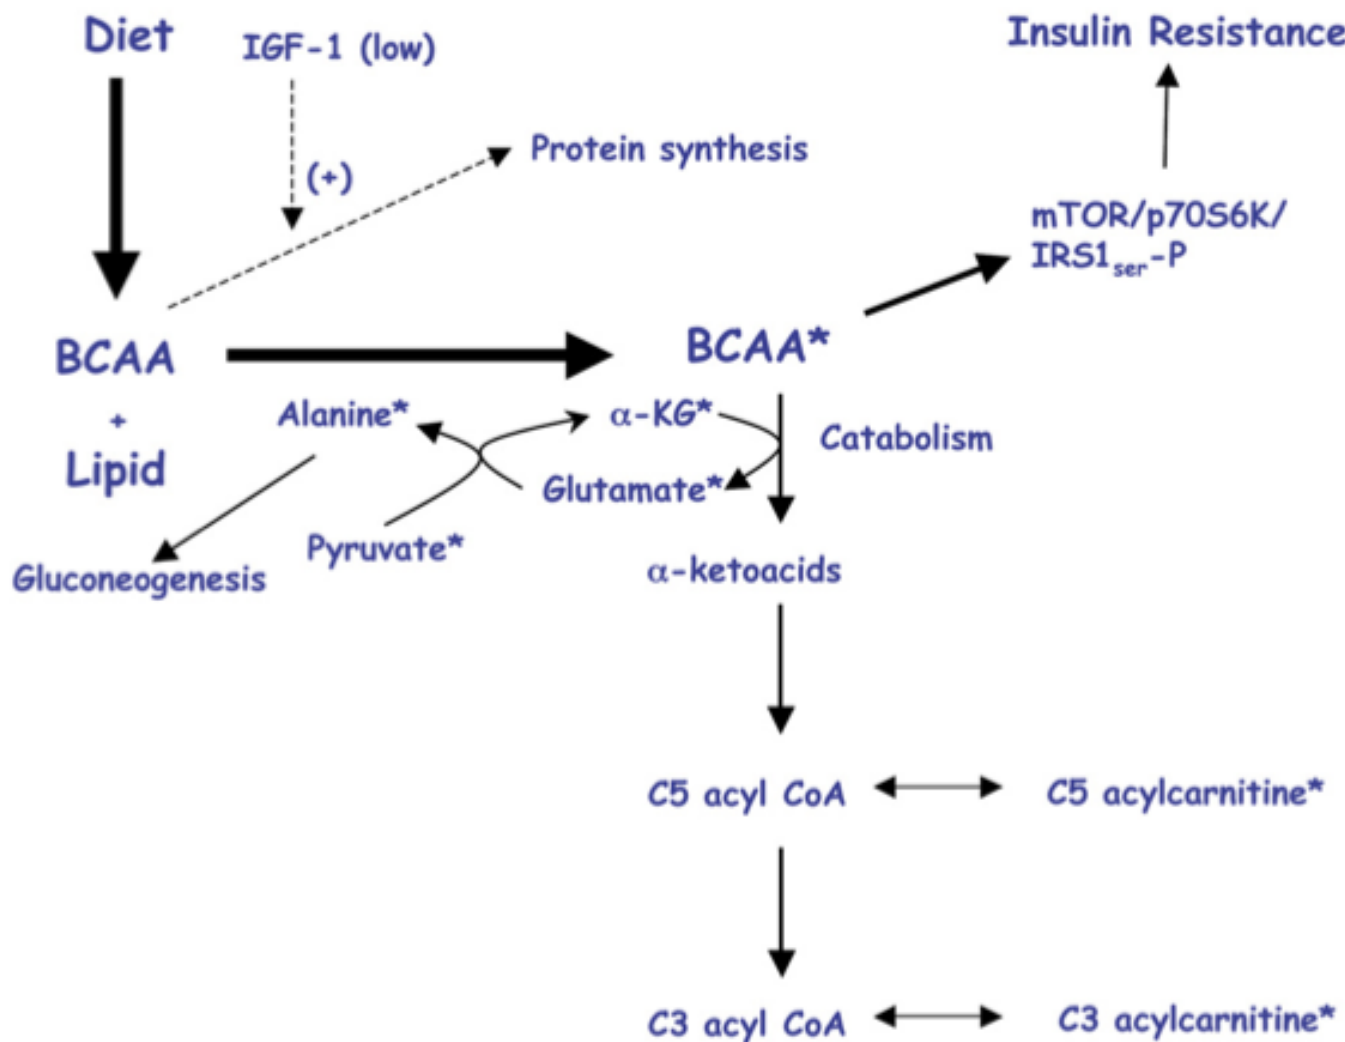 Diet
IGF-1 (low)
Insulin Resistance
(+)
Protein synthesis
mTOR/p70S6K/
IRS1ser-P
BCAA
BCAA*
+
Lipid
Alanine*
α-KG*
Catabolism
Glutamate*
Pyruvate*
Gluconeogenesis
α-ketoacids
C5 acyl CoA
C5 acylcarnitine*
C3 acyl CoA
C3 acylcarnitine*